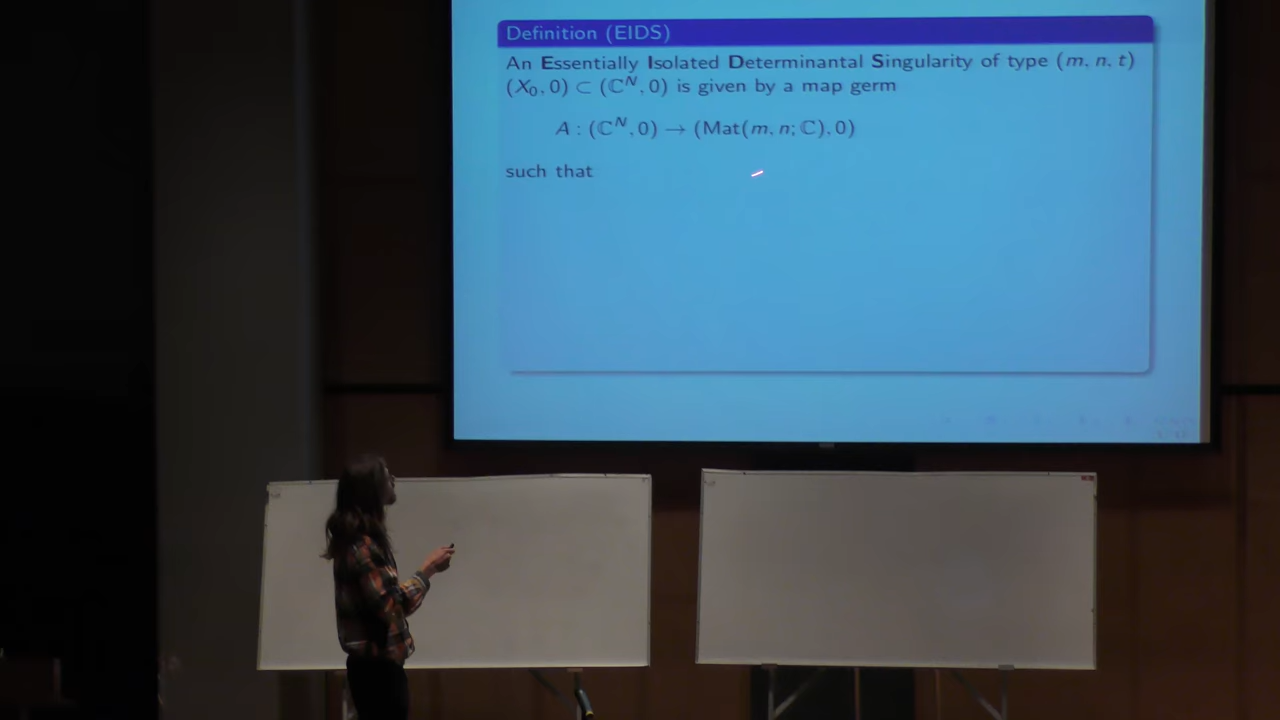 Definition (EIDS)
An Essentially Isolated Determinantal Singularity of type (m, n, t)
(X₀, 0) ⊂ (ℂᴺ, 0) is given by a map germ
A : (ℂᴺ, 0) → (Mat(m, n; ℂ), 0)
such that